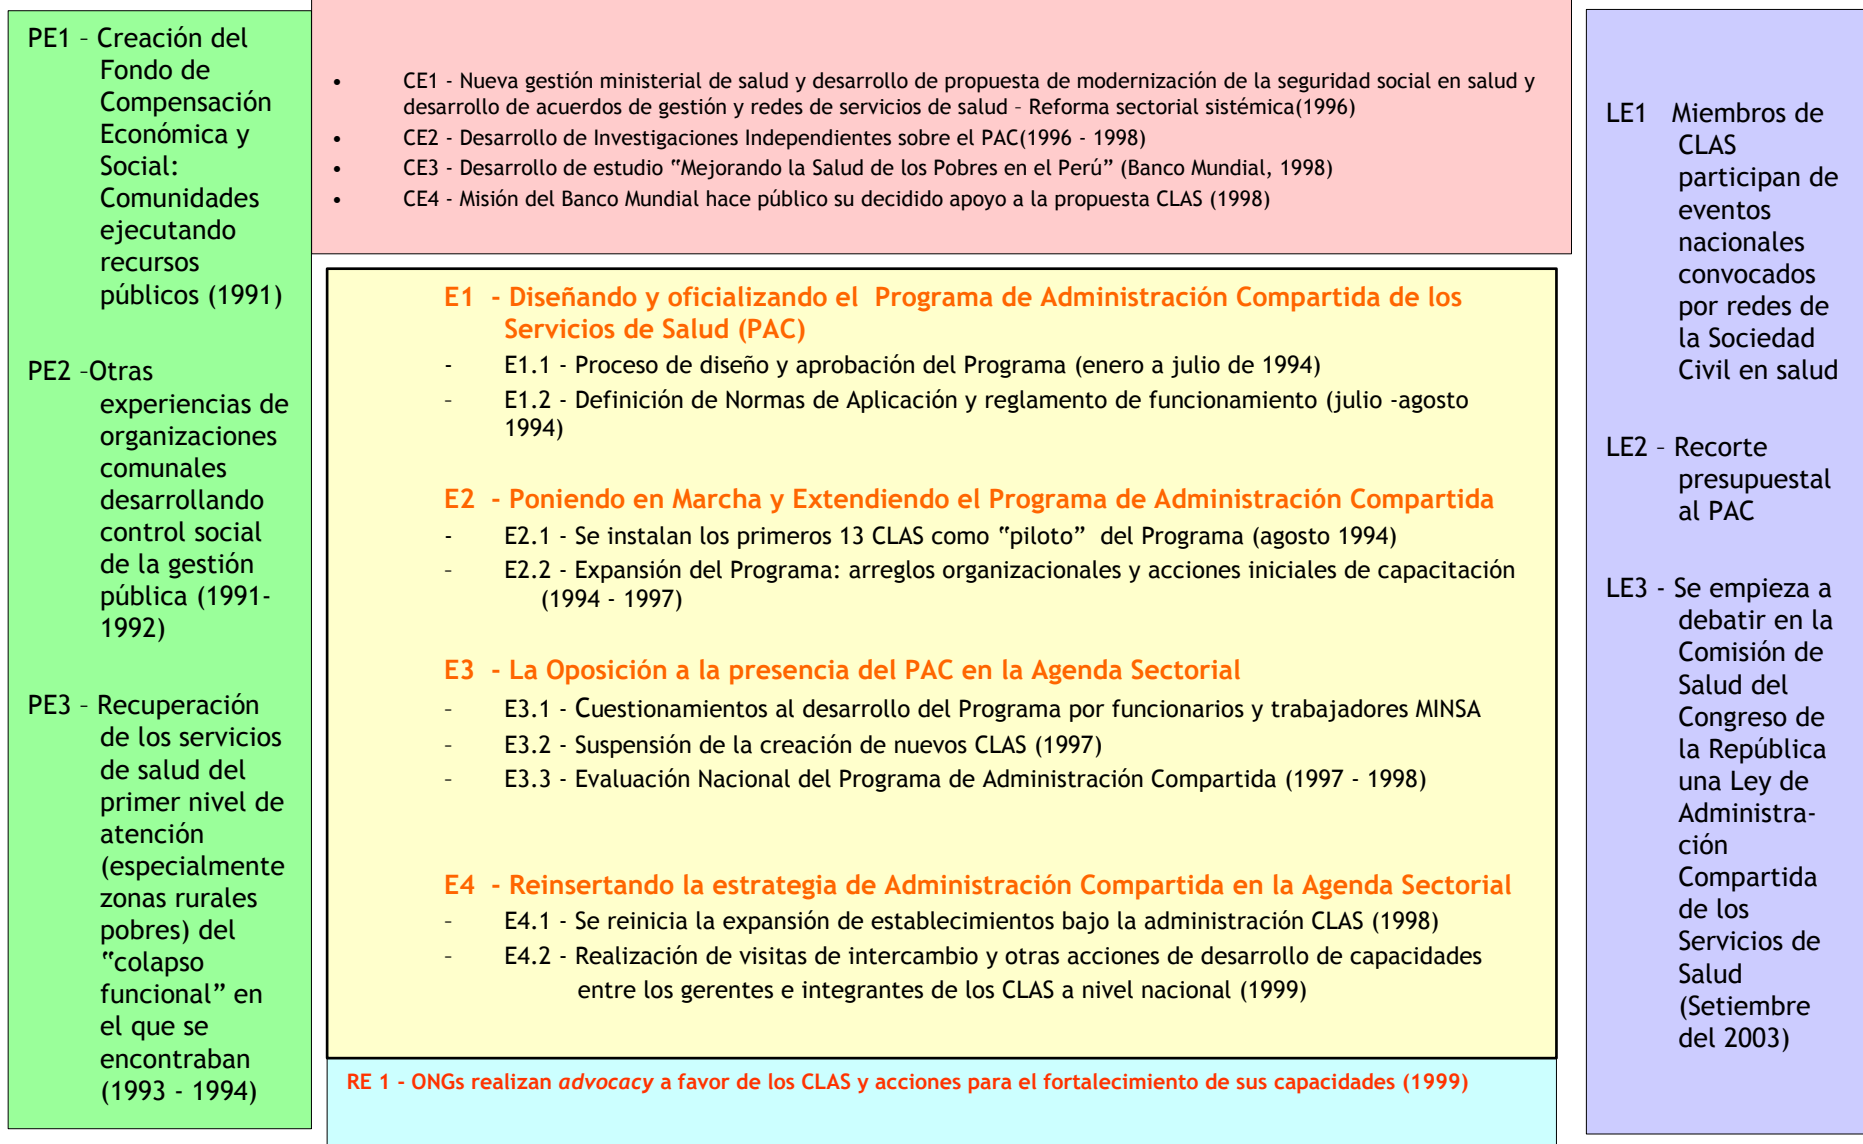 PE1 – Creación del
Fondo de
Compensación
Económica y
Social:
Comunidades
ejecutando
recursos
públicos (1991)
PE2 –Otras
experiencias de
organizaciones
comunales
desarrollando
control social
de la gestión
pública (1991-
1992)
PE3 – Recuperación
de los servicios
de salud del
primer nivel de
atención
(especialmente
zonas rurales
pobres) del
“colapso
funcional” en
el que se
encontraban
(1993 - 1994)
• CE1 - Nueva gestión ministerial de salud y desarrollo de propuesta de modernización de la seguridad social en salud y
desarrollo de acuerdos de gestión y redes de servicios de salud – Reforma sectorial sistémica(1996)
• CE2 - Desarrollo de Investigaciones Independientes sobre el PAC(1996 - 1998)
• CE3 - Desarrollo de estudio “Mejorando la Salud de los Pobres en el Perú” (Banco Mundial, 1998)
• CE4 - Misión del Banco Mundial hace público su decidido apoyo a la propuesta CLAS (1998)
E1 - Diseñando y oficializando el Programa de Administración Compartida de los
Servicios de Salud (PAC)
- E1.1 - Proceso de diseño y aprobación del Programa (enero a julio de 1994)
– E1.2 - Definición de Normas de Aplicación y reglamento de funcionamiento (julio -agosto
1994)
E2 - Poniendo en Marcha y Extendiendo el Programa de Administración Compartida
- E2.1 - Se instalan los primeros 13 CLAS como “piloto” del Programa (agosto 1994)
– E2.2 - Expansión del Programa: arreglos organizacionales y acciones iniciales de capacitación
(1994 - 1997)
E3 - La Oposición a la presencia del PAC en la Agenda Sectorial
– E3.1 - Cuestionamientos al desarrollo del Programa por funcionarios y trabajadores MINSA
– E3.2 - Suspensión de la creación de nuevos CLAS (1997)
– E3.3 - Evaluación Nacional del Programa de Administración Compartida (1997 - 1998)
E4 - Reinsertando la estrategia de Administración Compartida en la Agenda Sectorial
– E4.1 - Se reinicia la expansión de establecimientos bajo la administración CLAS (1998)
– E4.2 - Realización de visitas de intercambio y otras acciones de desarrollo de capacidades
entre los gerentes e integrantes de los CLAS a nivel nacional (1999)
RE 1 - ONGs realizan advocacy a favor de los CLAS y acciones para el fortalecimiento de sus capacidades (1999)
LE1 Miembros de
CLAS
participan de
eventos
nacionales
convocados
por redes de
la Sociedad
Civil en salud
LE2 – Recorte
presupuestal
al PAC
LE3 - Se empieza a
debatir en la
Comisión de
Salud del
Congreso de
la República
una Ley de
Administra-
ción
Compartida
de los
Servicios de
Salud
(Setiembre
del 2003)